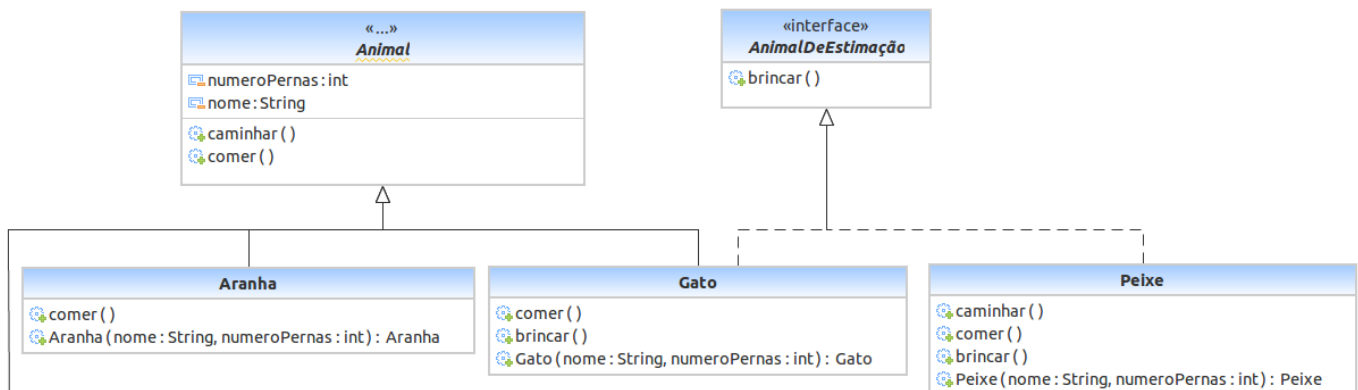 «...»
Animal
numeroPernas:int
nome:String
caminhar()
comer()
«interface»
AnimalDeEstimação
brincar()
Aranha
comer()
Aranha(nome:String, numeroPernas:int): Aranha
Gato
comer()
brincar()
Gato(nome:String, numeroPernas:int): Gato
Peixe
caminhar()
comer()
brincar()
Peixe(nome:String, numeroPernas:int): Peixe